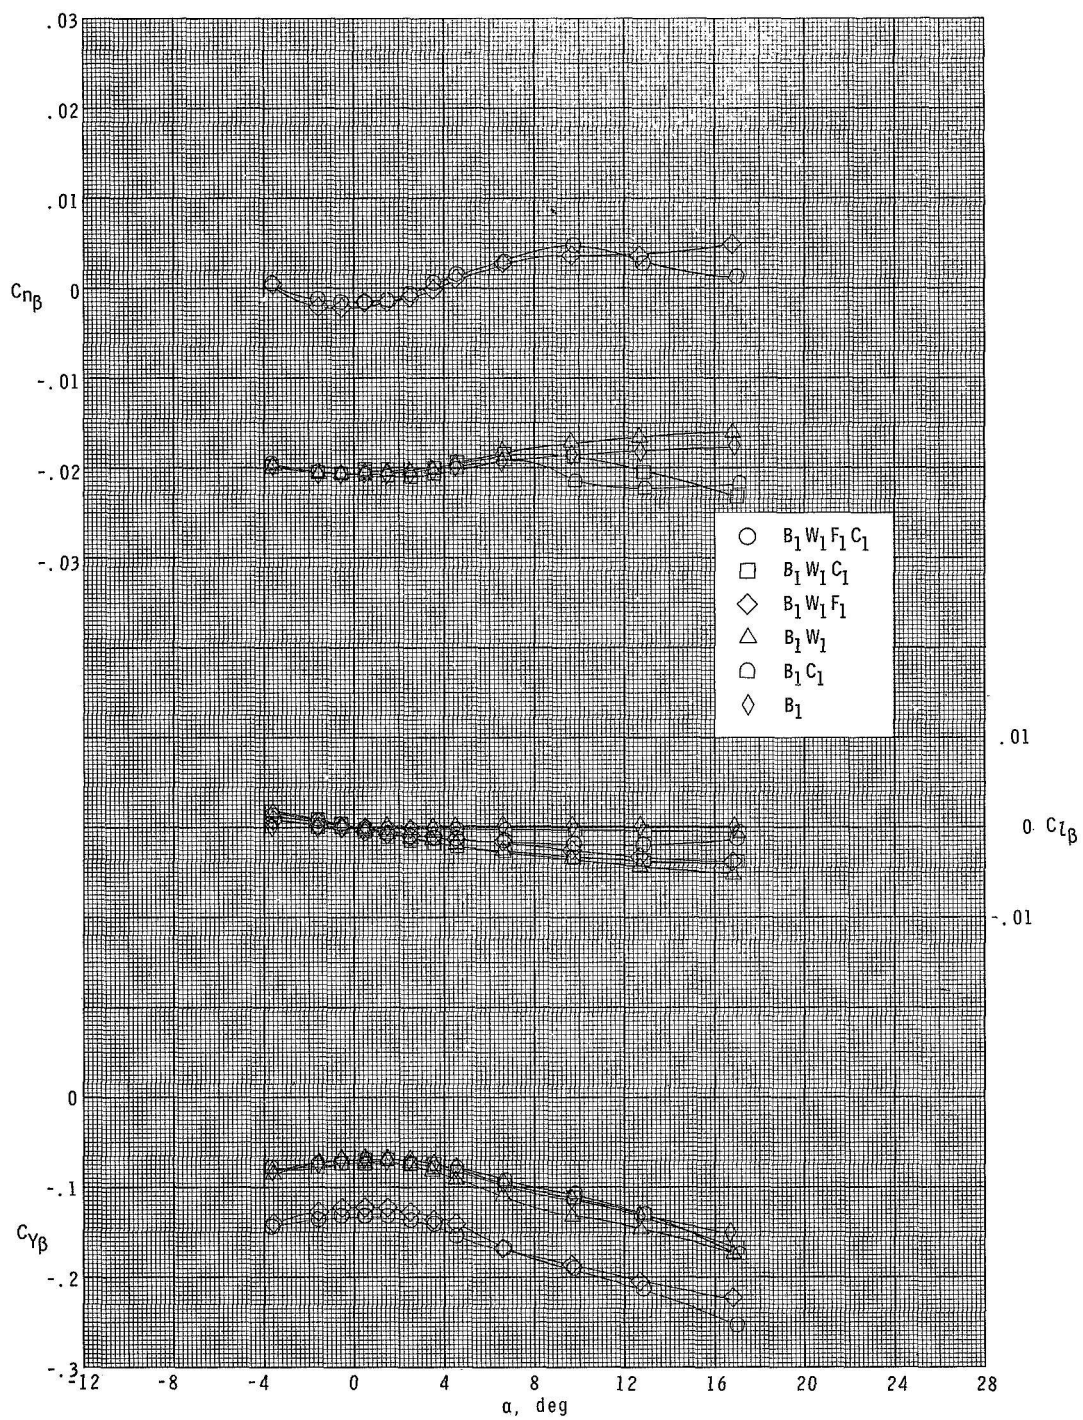 .03
.02
.01
Cnβ
0
-.01
-.02
-.03
B1 W1 F1 C1
B1 W1 C1
B1 W1 F1
B1 W1
B1 C1
B1
.01
0 Clβ
-.01
0
-.1
CYβ
-.2
-.3
-12 -8 -4 0 4 8 12 16 20 24 28
α, deg